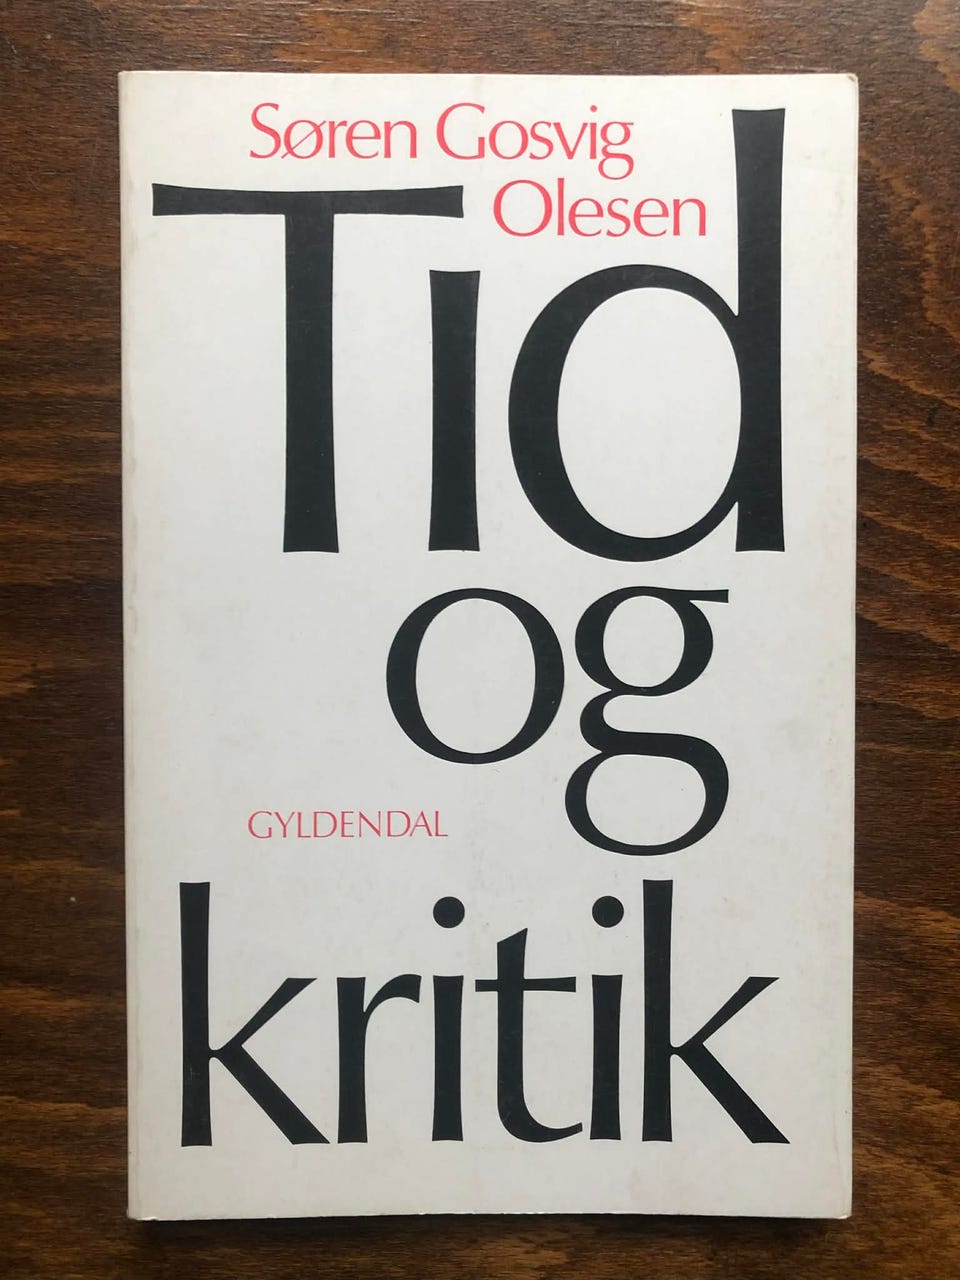 Søren Gosvig
Olesen
Tid
og
GYLDENDAL
kritik